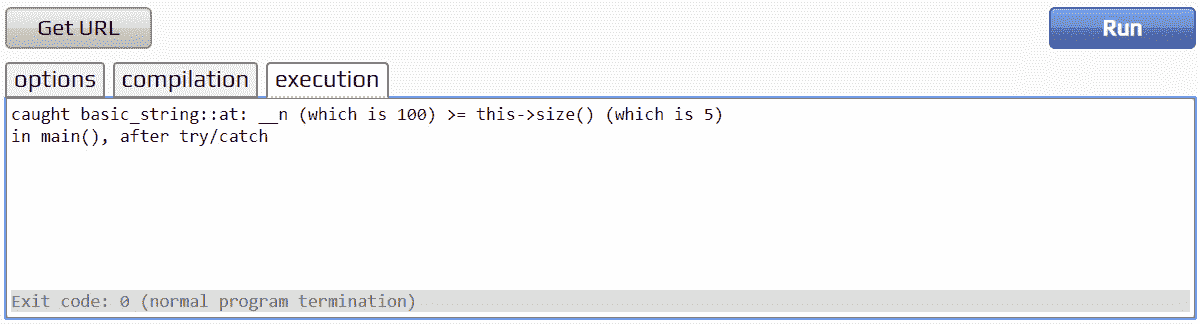 Get URL
Run
options
compilation
execution
caught basic_string::at: __n (which is 100) >= this->size() (which is 5)
in main(), after try/catch
Exit code: 0 (normal program termination)